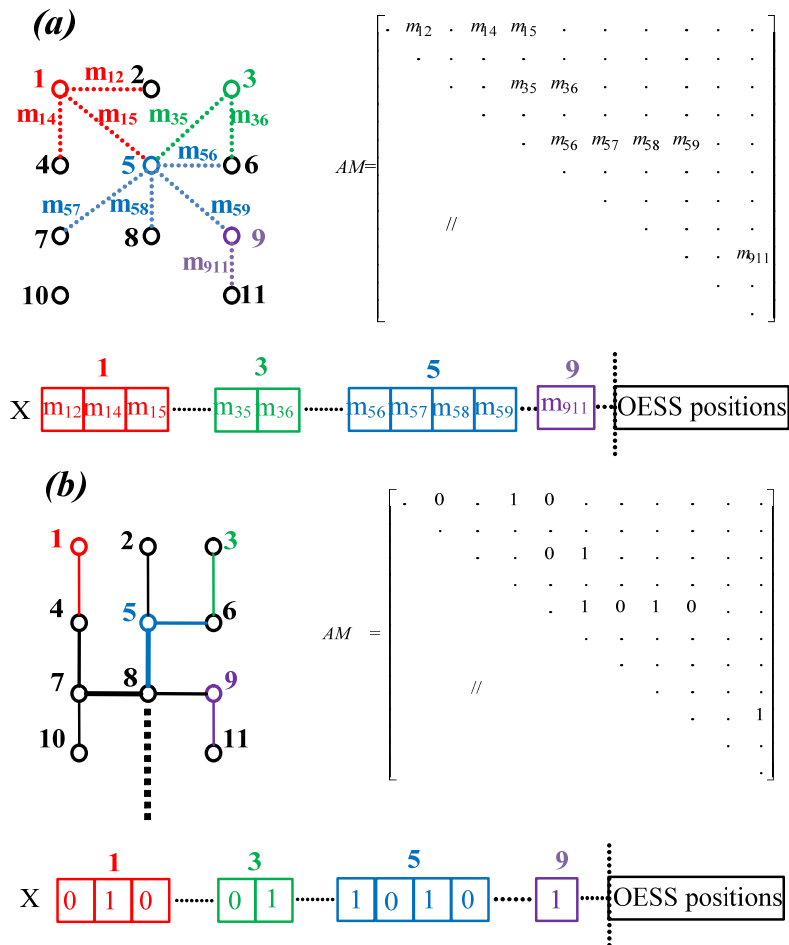 (a)
1 m12 2 3
m14 m15 m35 m36
4 5 m56 6
m57 m58 m59
7 8 9
m911
10 11
AM=
. m12 . m14 m15 . . . . . .
. . . . . . . . . .
. . m35 m36 . . . . .
. . . . . . . .
. m56 m57 m58 m59 . .
. . . . . .
. . . . .
// . . . .
. . m911
. .
.
1 3 5 9
X m12 m14 m15 m35 m36 m56 m57 m58 m59 m911 OESS positions
(b)
1 2 3
4 5 6
7 8 9
10 11
AM =
. 0 . 1 0 . . . . . .
. . . . . . . . . .
. . 0 1 . . . . .
. . . . . . . .
. 1 0 1 0 . .
. . . . . .
. . . . .
// . . . .
. . 1
. .
.
1 3 5 9
X 0 1 0 0 1 1 0 1 0 1 OESS positions